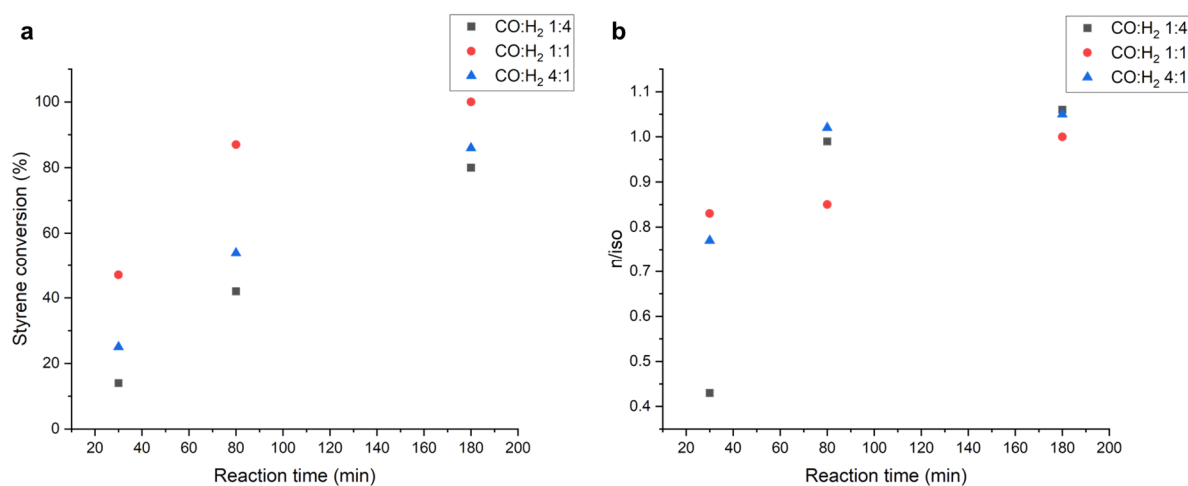 a
CO:H₂ 1:4
CO:H₂ 1:1
CO:H₂ 4:1
100
80
60
40
20
0
Styrene conversion (%)
20 40 60 80 100 120 140 160 180 200
Reaction time (min)
b
CO:H₂ 1:4
CO:H₂ 1:1
CO:H₂ 4:1
1.1
1.0
0.9
0.8
0.7
0.6
0.5
0.4
n/iso
20 40 60 80 100 120 140 160 180 200
Reaction time (min)